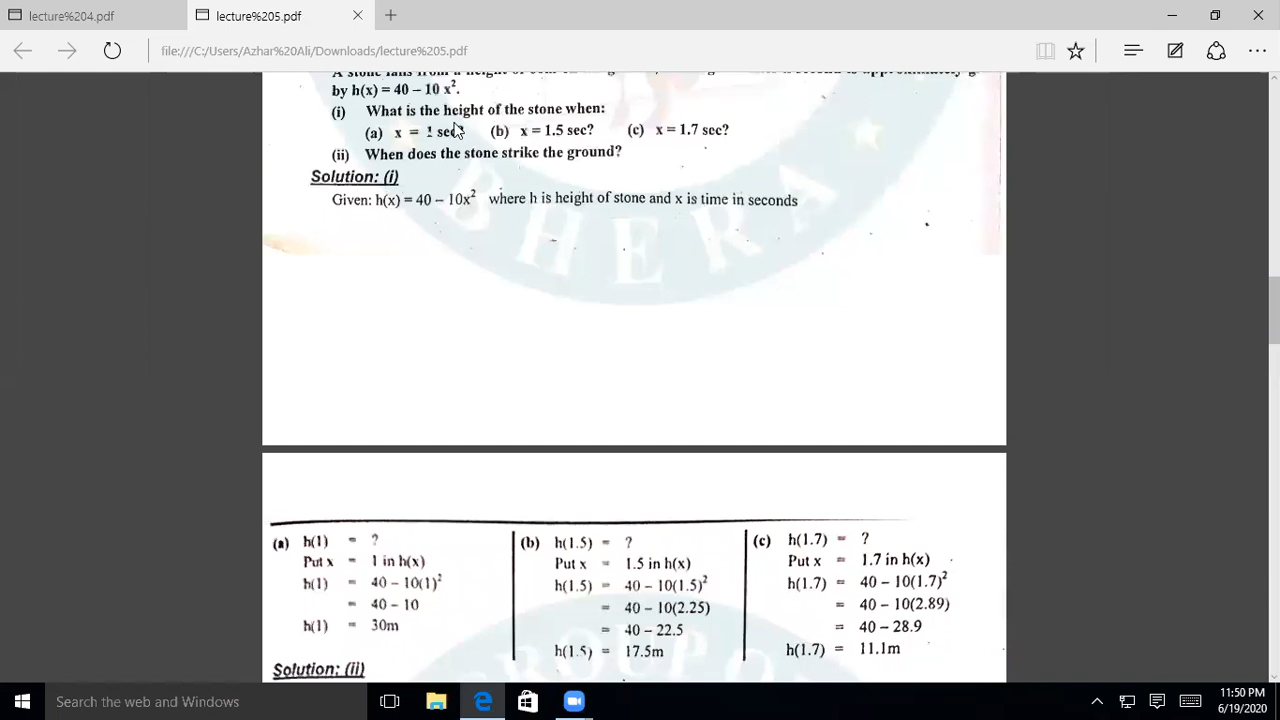 lecture%204.pdf
lecture%205.pdf
file:///C:/Users/Azhar%20Ali/Downloads/lecture%205.pdf
A stone falls from a height of
by h(x) = 40 – 10 x².
(i) What is the height of the stone when:
(a) x = 1 sec? (b) x = 1.5 sec? (c) x = 1.7 sec?
(ii) When does the stone strike the ground?
Solution: (i)
Given: h(x) = 40 – 10x² where h is height of stone and x is time in seconds
BHERA
(a) h(1) = ?
Put x = 1 in h(x)
h(1) = 40 – 10(1)²
= 40 – 10
h(1) = 30m
(b) h(1.5) = ?
Put x = 1.5 in h(x)
h(1.5) = 40 – 10(1.5)²
= 40 – 10(2.25)
= 40 – 22.5
h(1.5) = 17.5m
(c) h(1.7) = ?
Put x = 1.7 in h(x)
h(1.7) = 40 – 10(1.7)²
= 40 – 10(2.89)
= 40 – 28.9
h(1.7) = 11.1m
Solution: (ii)
Search the web and Windows
11:50 PM
6/19/2020